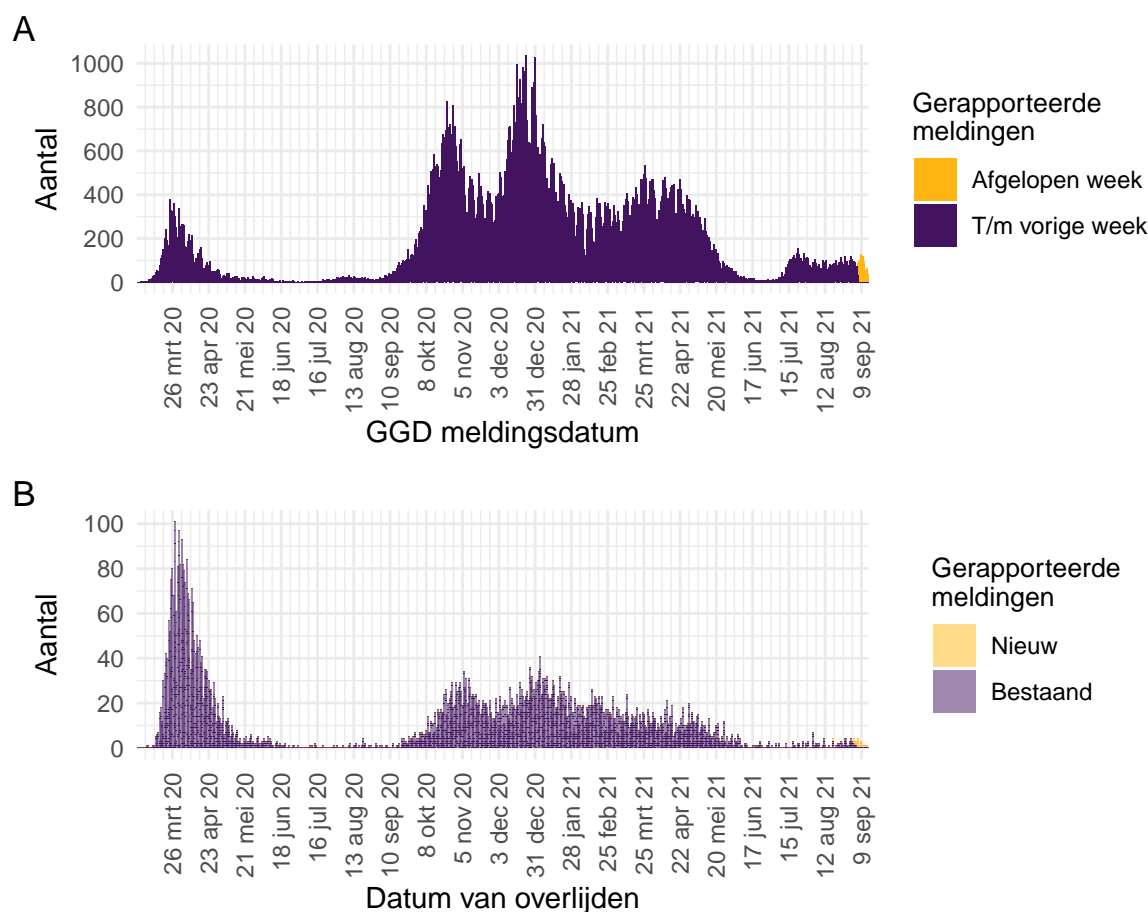 A
1000
800
600
400
200
0
Aantal
26 mrt 20
23 apr 20
21 mei 20
18 jun 20
16 jul 20
13 aug 20
10 sep 20
8 okt 20
5 nov 20
3 dec 20
31 dec 20
28 jan 21
25 feb 21
25 mrt 21
22 apr 21
20 mei 21
17 jun 21
15 jul 21
12 aug 21
9 sep 21
GGD meldingsdatum
Gerapporteerde
meldingen
Afgelopen week
T/m vorige week
B
100
80
60
40
20
0
Aantal
26 mrt 20
23 apr 20
21 mei 20
18 jun 20
16 jul 20
13 aug 20
10 sep 20
8 okt 20
5 nov 20
3 dec 20
31 dec 20
28 jan 21
25 feb 21
25 mrt 21
22 apr 21
20 mei 21
17 jun 21
15 jul 21
12 aug 21
9 sep 21
Datum van overlijden
Gerapporteerde
meldingen
Nieuw
Bestaand